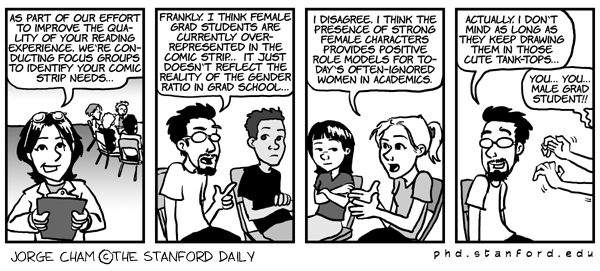 AS PART OF OUR EFFORT
TO IMPROVE THE QUA-
LITY OF YOUR READING
EXPERIENCE. WE'RE CON-
DUCTING FOCUS GROUPS
TO IDENTIFY YOUR COMIC
STRIP NEEDS...
FRANKLY. I THINK FEMALE
GRAD STUDENTS ARE
CURRENTLY OVER-
REPRESENTED IN THE
COMIC STRIP... IT JUST
DOESN'T REFLECT THE
REALITY OF THE GENDER
RATIO IN GRAD SCHOOL...
I DISAGREE. I THINK THE
PRESENCE OF STRONG
FEMALE CHARACTERS
PROVIDES POSITIVE
ROLE MODELS FOR TO-
DAY'S OFTEN-IGNORED
WOMEN IN ACADEMICS.
ACTUALLY. I DON'T
MIND AS LONG AS
THEY KEEP DRAWING
THEM IN THOSE
CUTE TANK-TOPS...
YOU... YOU...
MALE GRAD
STUDENT!!
JORGE CHAM ©THE STANFORD DAILY
phd.stanford.edu